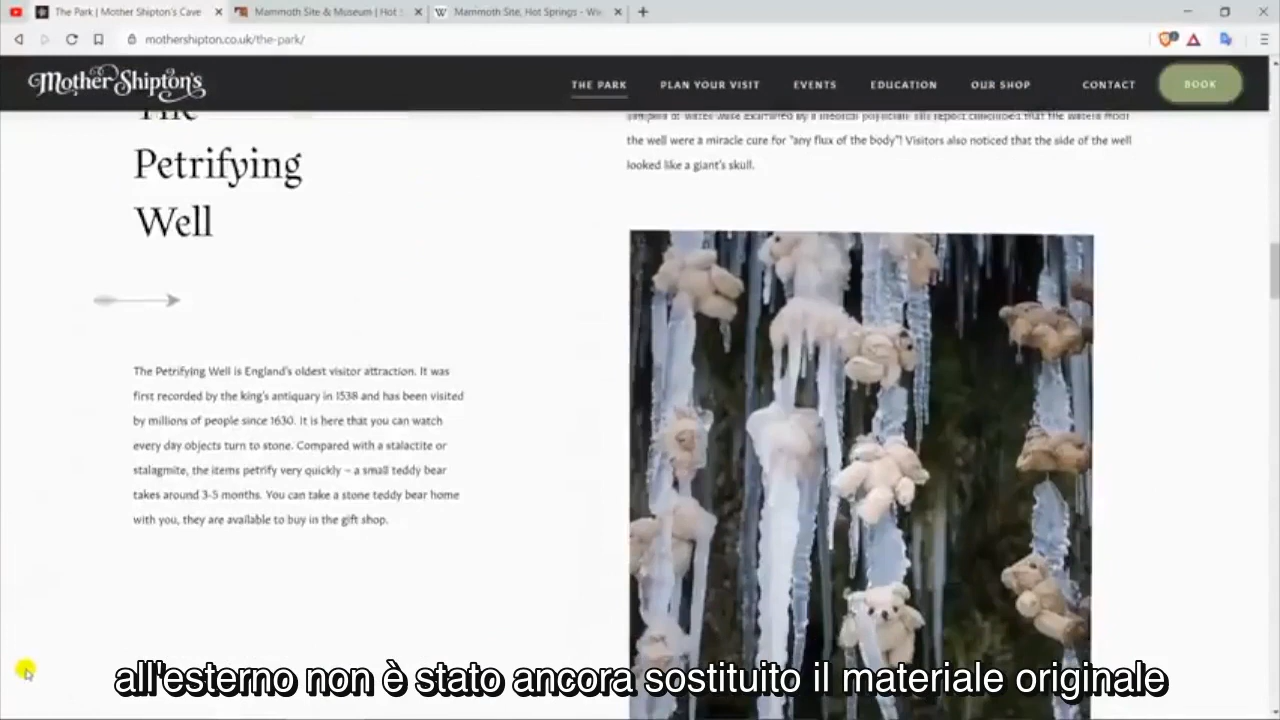 The Park | Mother Shipton's Cave
Mammoth Site & Museum | Hot
Mammoth Site, Hot Springs - Wi
mothershipton.co.uk/the-park/
Mother Shipton's
THE PARK
PLAN YOUR VISIT
EVENTS
EDUCATION
OUR SHOP
CONTACT
BOOK
The
Petrifying
Well
the well were a miracle cure for "any flux of the body"! Visitors also noticed that the side of the well
looked like a giant's skull.
The Petrifying Well is England's oldest visitor attraction. It was
first recorded by the king's antiquary in 1538 and has been visited
by millions of people since 1630. It is here that you can watch
every day objects turn to stone. Compared with a stalactite or
stalagmite, the items petrify very quickly – a small teddy bear
takes around 3-5 months. You can take a stone teddy bear home
with you, they are available to buy in the gift shop.
all'esterno non è stato ancora sostituito il materiale originale